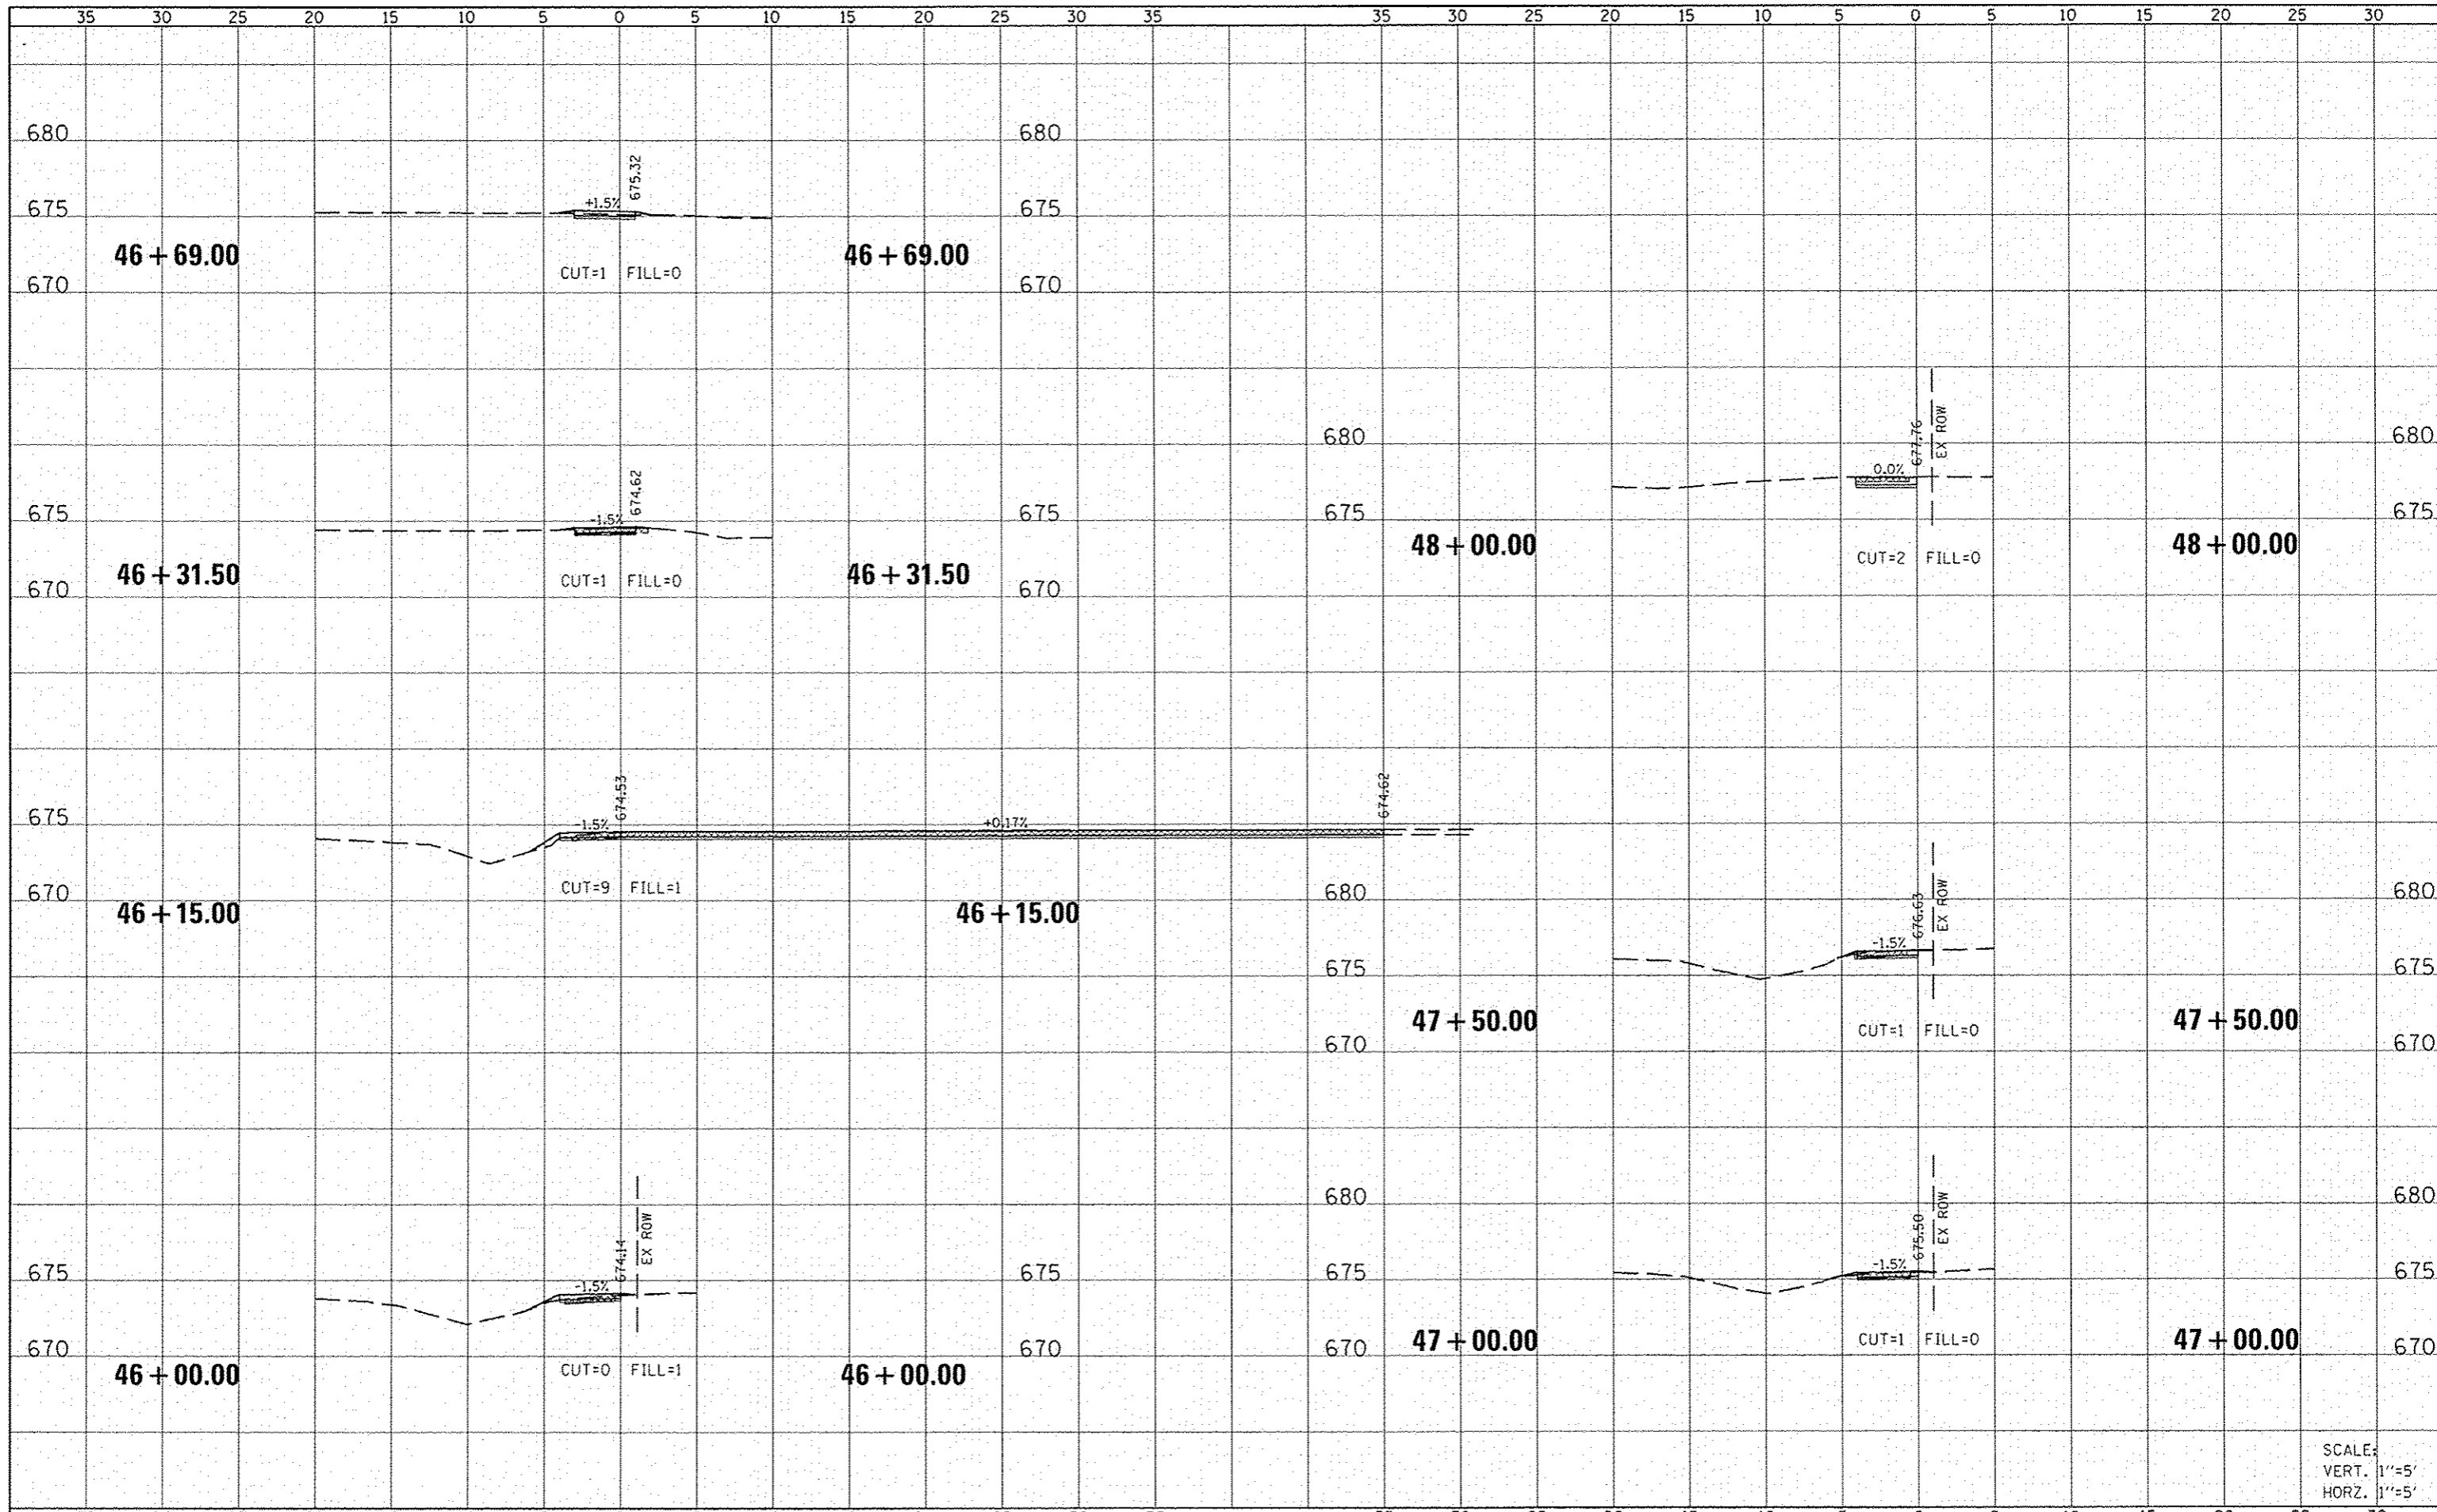 35 30 25 20 15 10 5 0 5 10 15 20 25 30 35 35 30 25 20 15 10 5 0 5 10 15 20 25 30
680 680
675.32
+1.5%
675 675
46 + 69.00 46 + 69.00
CUT=1 FILL=0
670 670
674.62
-1.5%
675 675
46 + 31.50 46 + 31.50
CUT=1 FILL=0
670 670
674.53 674.62
-1.5% +0.17%
675
CUT=9 FILL=1
670
46 + 15.00 46 + 15.00
674.14
EX ROW
-1.5%
675 675
670 670
CUT=0 FILL=1
46 + 00.00 46 + 00.00
677.76
EX ROW
680 680
0.0%
675 675
48 + 00.00 48 + 00.00
CUT=2 FILL=0
676.63
EX ROW
680 680
-1.5%
675 675
47 + 50.00 47 + 50.00
CUT=1 FILL=0
670 670
675.50
EX ROW
680 680
-1.5%
675 675
47 + 00.00 47 + 00.00
CUT=1 FILL=0
670 670
SCALE:
VERT. 1"=5'
HORZ. 1"=5'